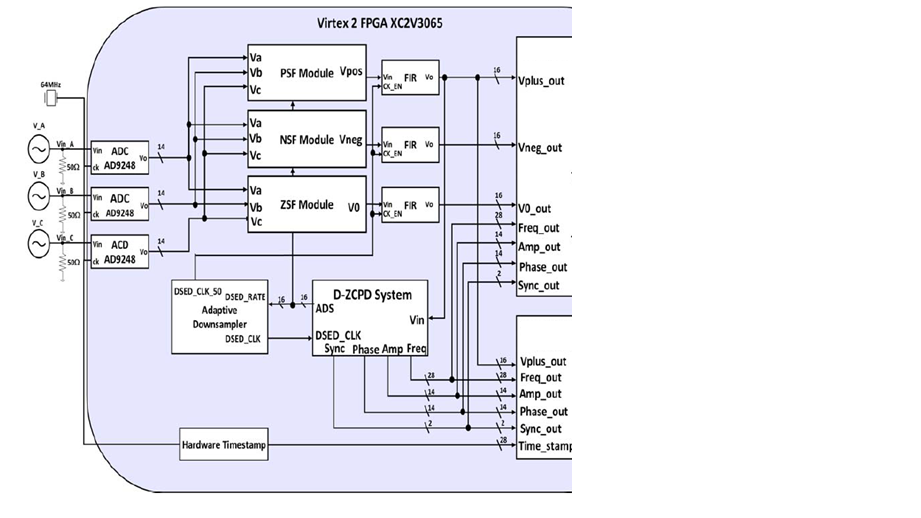 Virtex 2 FPGA XC2V3065
64MHz
V_A
Vin_A
50Ω
V_B
Vin_B
50Ω
V_C
Vin_C
50Ω
Vin ADC Vo
ck AD9248
14
Vin ADC Vo
ck AD9248
14
Vin ACD Vo
ck AD9248
14
Va
Vb PSF Module Vpos
Vc
Va
Vb NSF Module Vneg
Vc
Va
Vb ZSF Module V0
Vc
Vin FIR Vo
CK_EN
Vin FIR Vo
CK_EN
Vin FIR Vo
CK_EN
16
Vplus_out
16
Vneg_out
16
V0_out
28
Freq_out
14
Amp_out
14
Phase_out
2
Sync_out
DSED_CLK_50
DSED_RATE
Adaptive
Downsampler
DSED_CLK
16 16
D-ZCPD System
ADS
Vin
DSED_CLK
Sync Phase Amp Freq
16 Vplus_out
28 28 Freq_out
14 14 Amp_out
14 14 Phase_out
2 2 Sync_out
28 Time_stamp
Hardware Timestamp